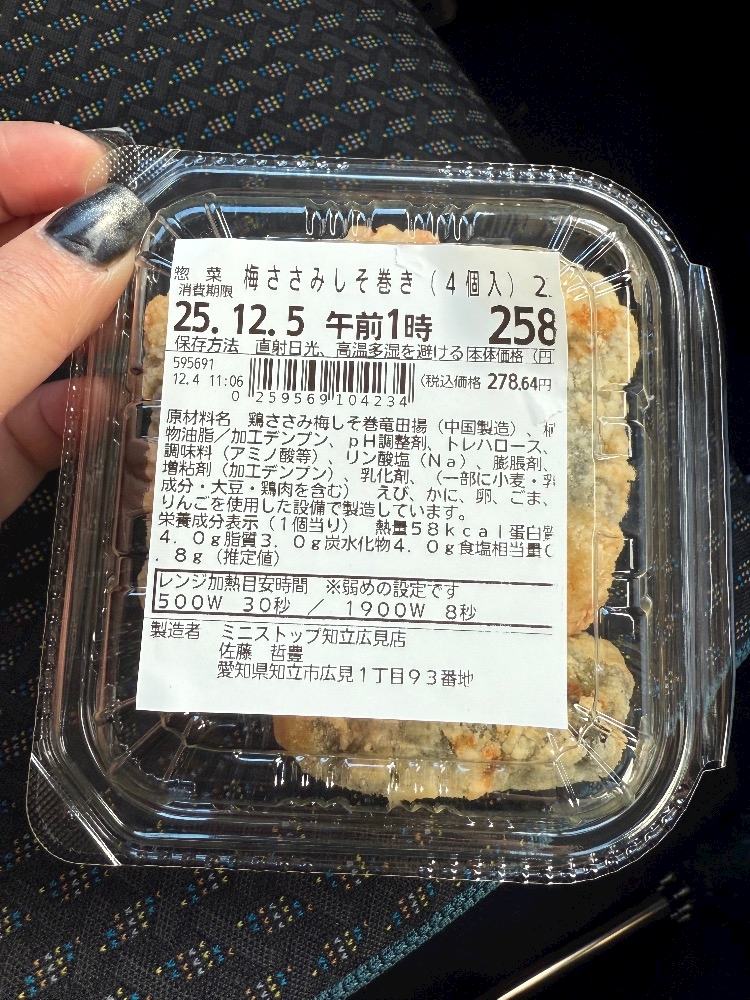 惣菜 梅ささみしそ巻き(4個入) 2
消費期限
25.12.5 午前1時 258
保存方法 直射日光、高温多湿を避ける 本体価格 (円
595691
12.4 11:06 (税込価格 278.64円
0 259569 104234
原材料名 鶏ささみ梅しそ巻竜田揚(中国製造)、
物油脂/加工デンプン、pH調整剤、トレハロース、
調味料(アミノ酸等) リン酸塩(Na)、膨脹剤、
増粘剤(加工デンプン)、乳化剤、(一部に小麦・乳
成分・大豆・鶏肉を含む) えび、かに、卵、ごま、
りんごを使用した設備で製造しています。
栄養成分表示(1個当り) 熱量58kcal蛋白質
4.0g脂質3.0g炭水化物4.0g食塩相当量0
.8g(推定値)
レンジ加熱目安時間 ※弱めの設定です
500W 30秒 / 1900W 8秒
製造者 ミニストップ知立広見店
佐藤 哲豊
愛知県知立市広見1丁目93番地